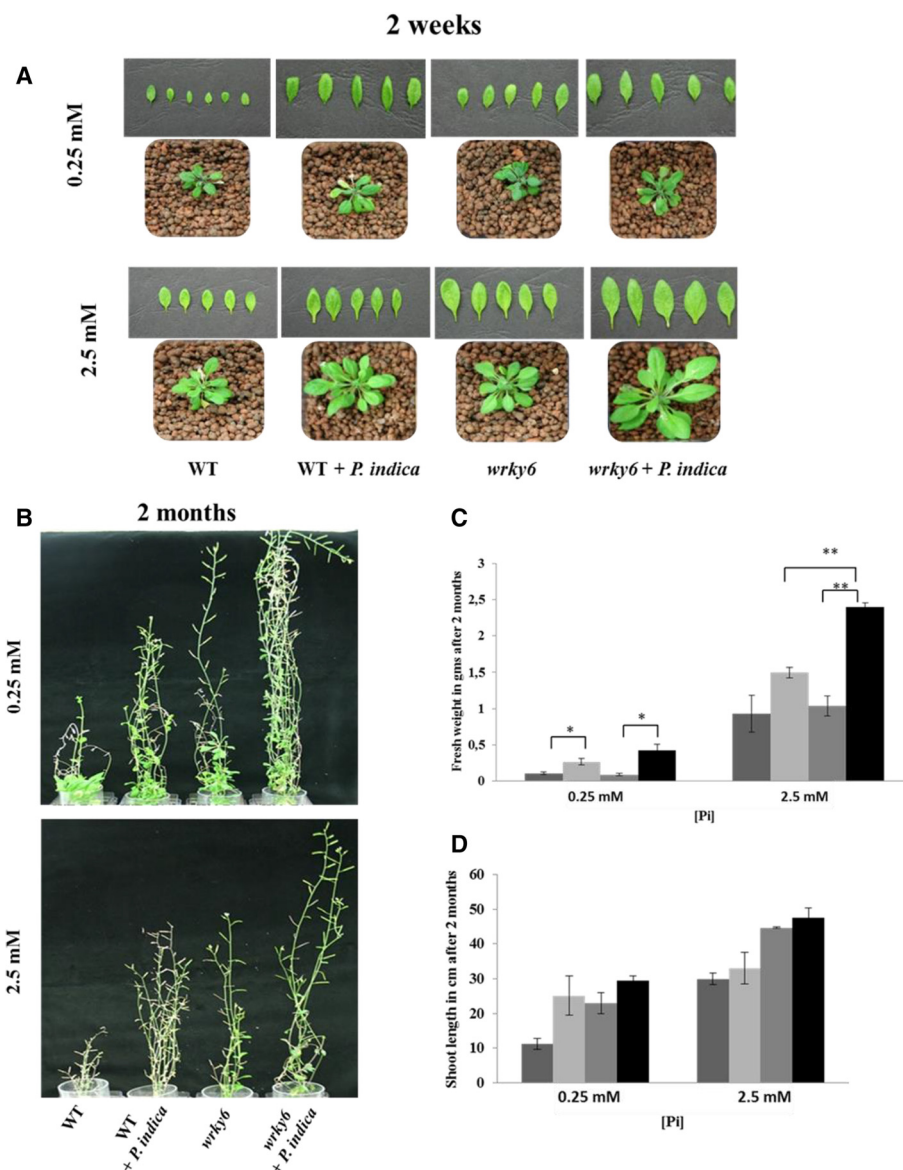 2 weeks
A
0.25 mM
2.5 mM
WT
WT + P. indica
wrky6
wrky6 + P. indica
B
2 months
0.25 mM
2.5 mM
WT
WT
+ P. indica
wrky6
wrky6
+ P. indica
C
Fresh weight in gms after 2 months
3
2.5
2
1.5
1
0,5
0
*
*
**
**
0.25 mM
2.5 mM
[Pi]
D
Shoot length in cm after 2 months
60
50
40
30
20
10
0
0.25 mM
2.5 mM
[Pi]